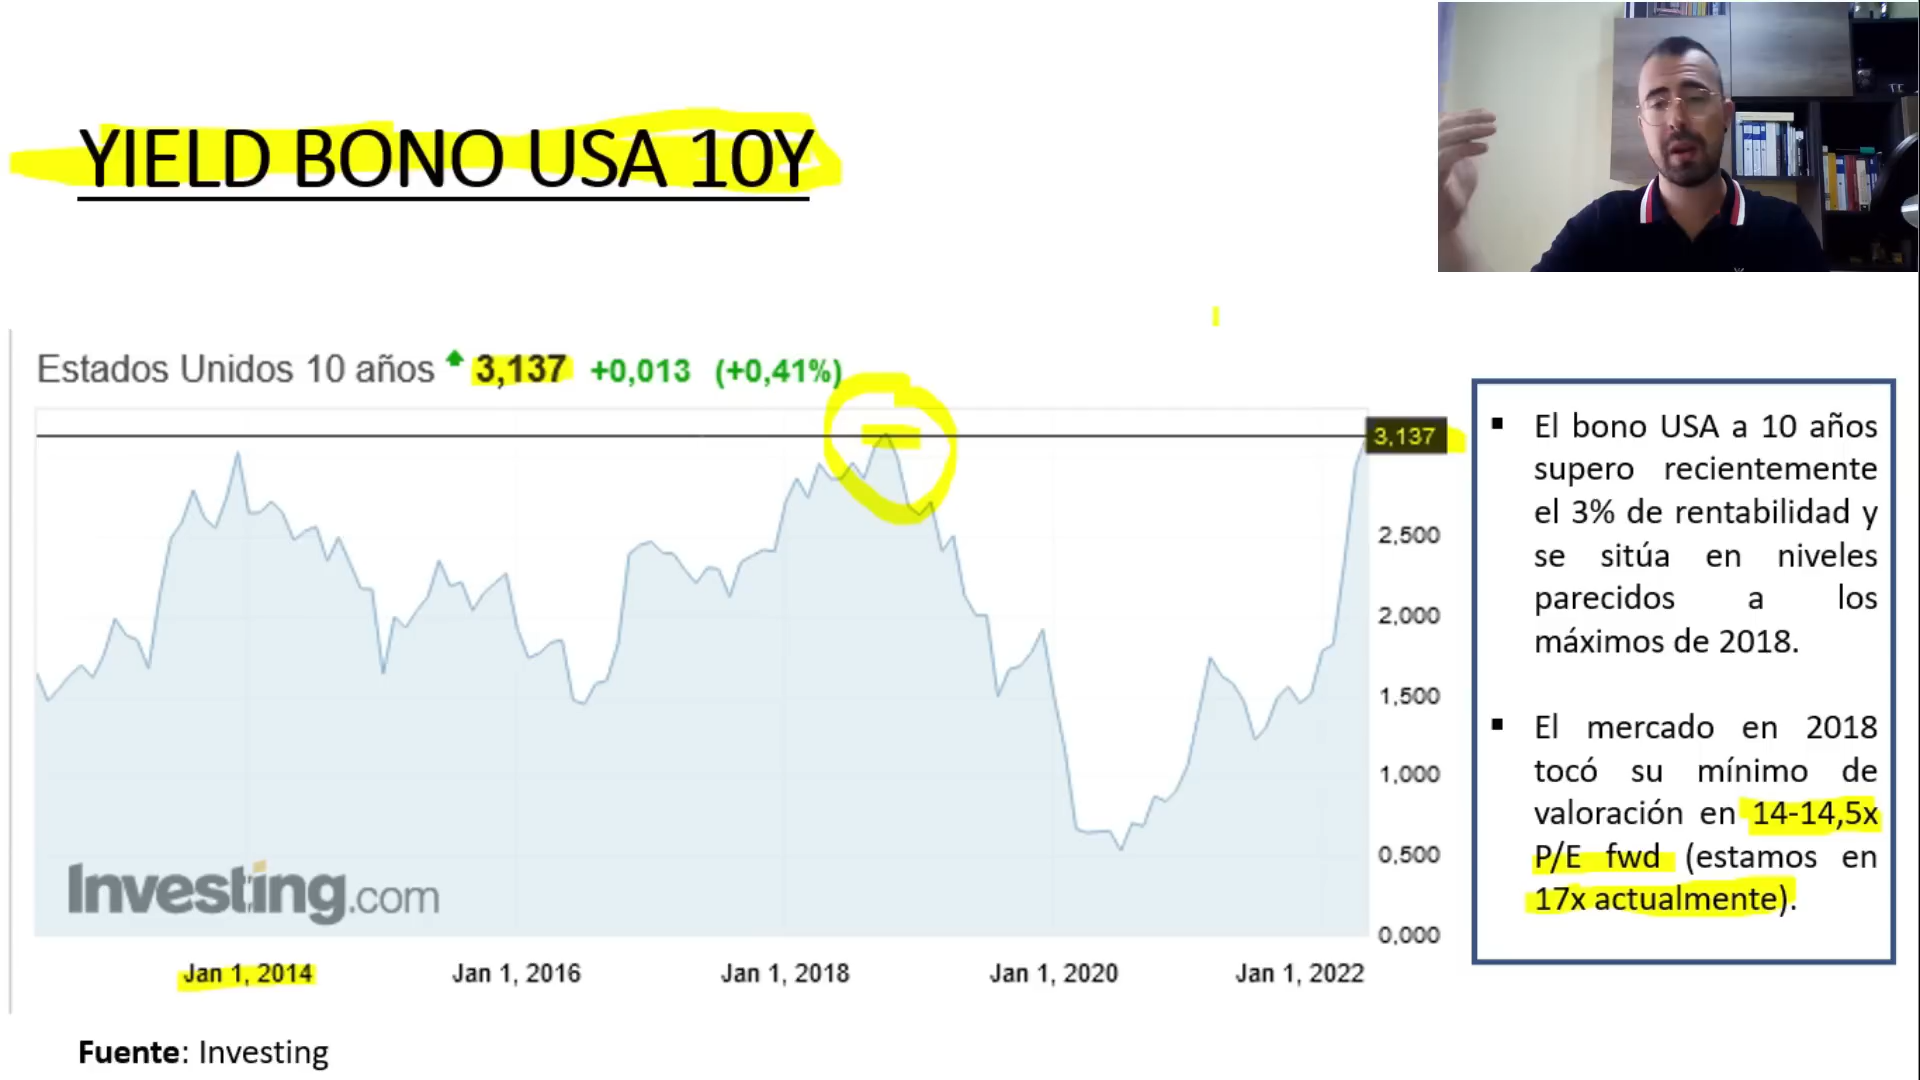 YIELD BONO USA 10Y
Estados Unidos 10 años 3,137 +0,013 (+0,41%)
3,137
2,500
2,000
1,500
1,000
0.500
0,000
Jan 1, 2014 Jan 1, 2016 Jan 1, 2018 Jan 1, 2020 Jan 1, 2022
Investing.com
▪ El bono USA a 10 años
supero recientemente
el 3% de rentabilidad y
se sitúa en niveles
parecidos a los
máximos de 2018.
▪ El mercado en 2018
tocó su mínimo de
valoración en 14-14,5x
P/E fwd (estamos en
17x actualmente).
Fuente: Investing